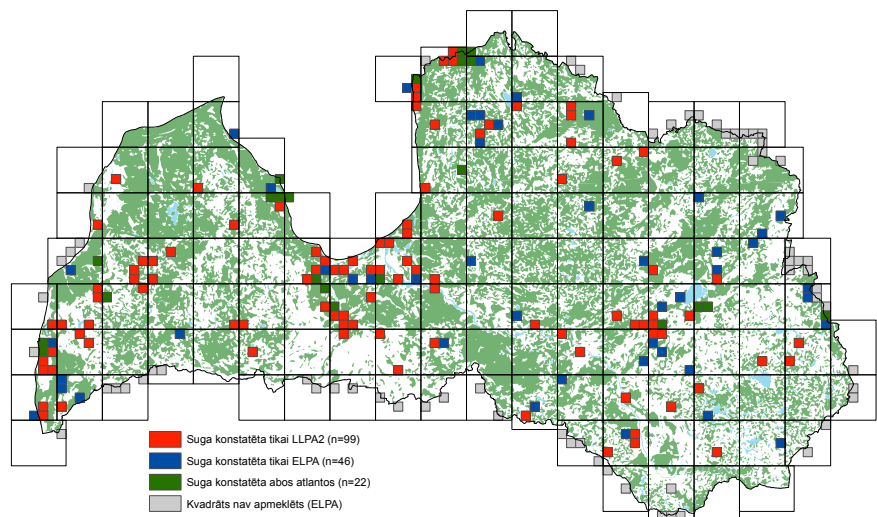 Suga konstatēta tikai LLPA2 (n=99)
Suga konstatēta tikai ELPA (n=46)
Suga konstatēta abos atlantos (n=22)
Kvadrāts nav apmeklēts (ELPA)